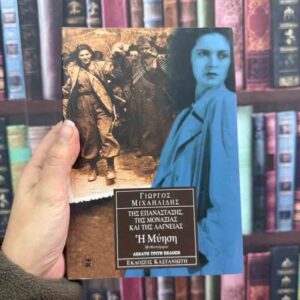 ΓΙΩΡΓΟΣ
ΜΙΧΑΗΛΙΔΗΣ
ΤΗΣ ΕΠΑΝΑΣΤΑΣΗΣ,
ΤΗΣ ΜΟΝΑΞΙΑΣ
ΚΑΙ ΤΗΣ ΛΑΓΝΕΙΑΣ
Ἡ Μύηση
ΔΕΚΑΤΗ ΤΡΙΤΗ ΕΚΔΟΣΗ
ΕΚΔΟΣΕΙΣ ΚΑΣΤΑΝΙΩΤΗ